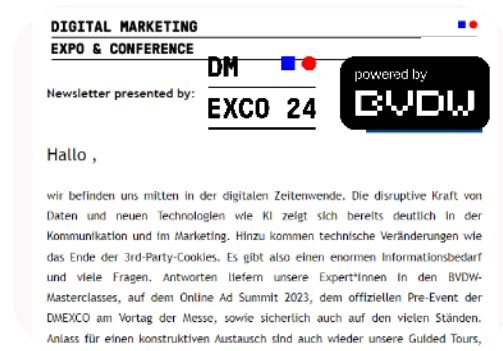 DIGITAL MARKETING
EXPO & CONFERENCE
Newsletter presented by:
DM
EXCO 24
powered by
BVDW
Hallo ,
wir befinden uns mitten in der digitalen Zeitenwende. Die disruptive Kraft von
Daten und neuen Technologien wie KI zeigt sich bereits deutlich in der
Kommunikation und im Marketing. Hinzu kommen technische Veränderungen wie
das Ende der 3rd-Party-Cookies. Es gibt also einen enormen Informationsbedarf
und viele Fragen. Antworten liefern unsere Expert*innen in den BVDW-
Masterclasses, auf dem Online Ad Summit 2023, dem offiziellen Pre-Event der
DMEXCO am Vortag der Messe, sowie sicherlich auch auf den vielen Ständen.
Anlass für einen konstruktiven Austausch sind auch wieder unsere Guided Tours,